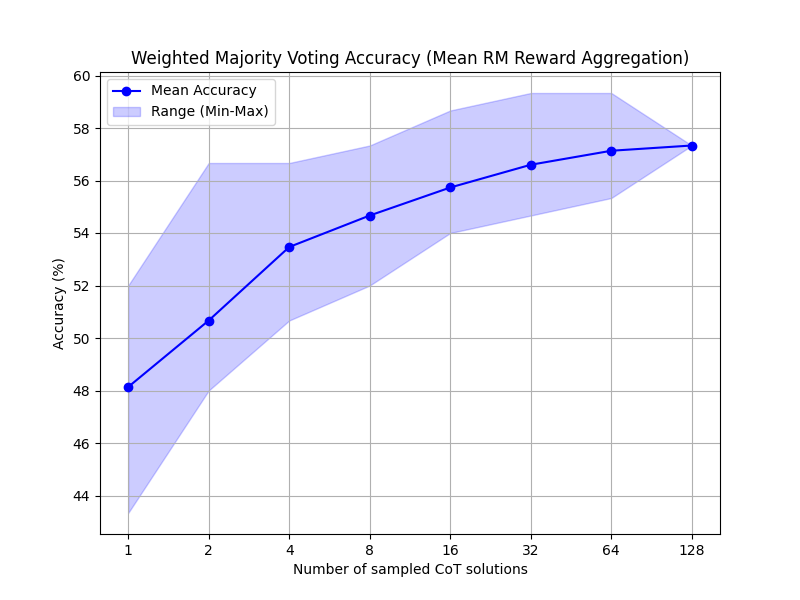 Weighted Majority Voting Accuracy (Mean RM Reward Aggregation)
Mean Accuracy
Range (Min-Max)
60
58
56
54
52
50
48
46
44
Accuracy (%)
1 2 4 8 16 32 64 128
Number of sampled CoT solutions